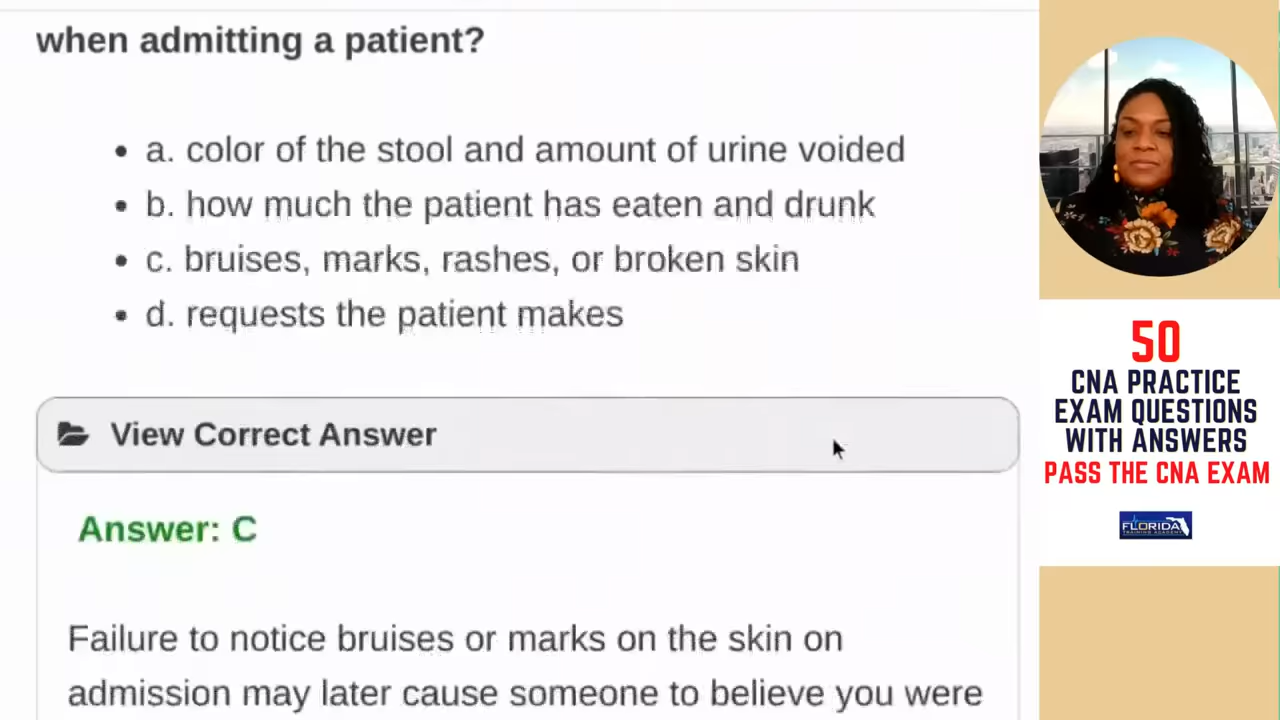 when admitting a patient?
a. color of the stool and amount of urine voided
b. how much the patient has eaten and drunk
c. bruises, marks, rashes, or broken skin
d. requests the patient makes
View Correct Answer
Answer: C
Failure to notice bruises or marks on the skin on
admission may later cause someone to believe you were
50
CNA PRACTICE
EXAM QUESTIONS
WITH ANSWERS
PASS THE CNA EXAM
FLORIDA
TRAINING ACADEMY